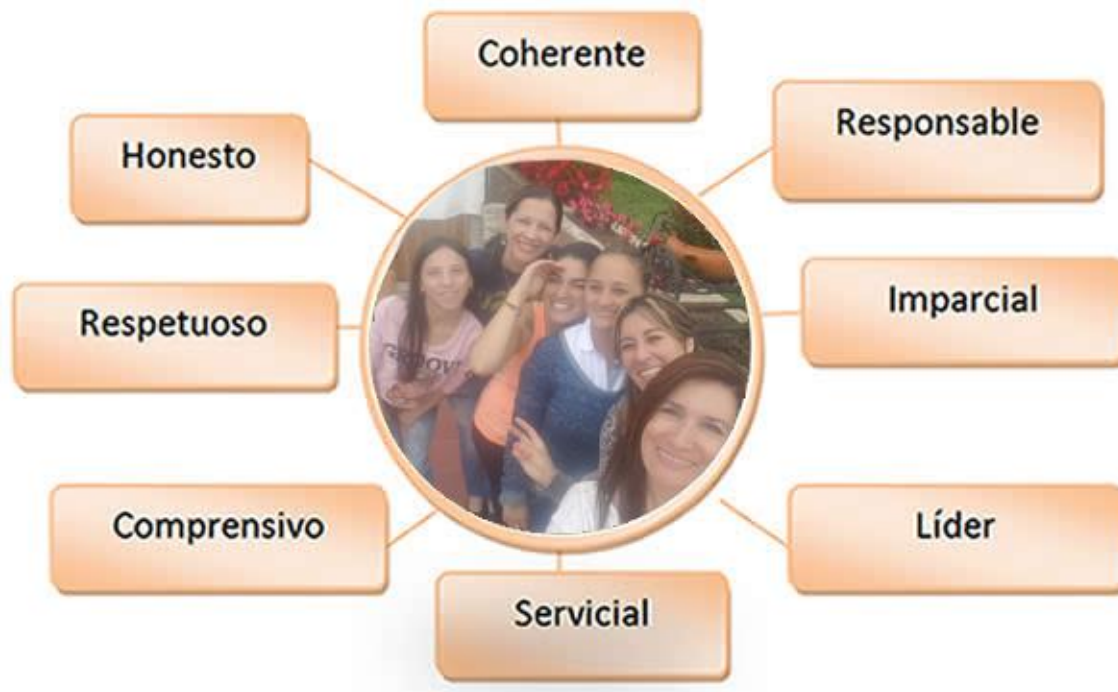 Coherente
Responsable
Honesto
Imparcial
Respetuoso
Comprensivo
Líder
Servicial